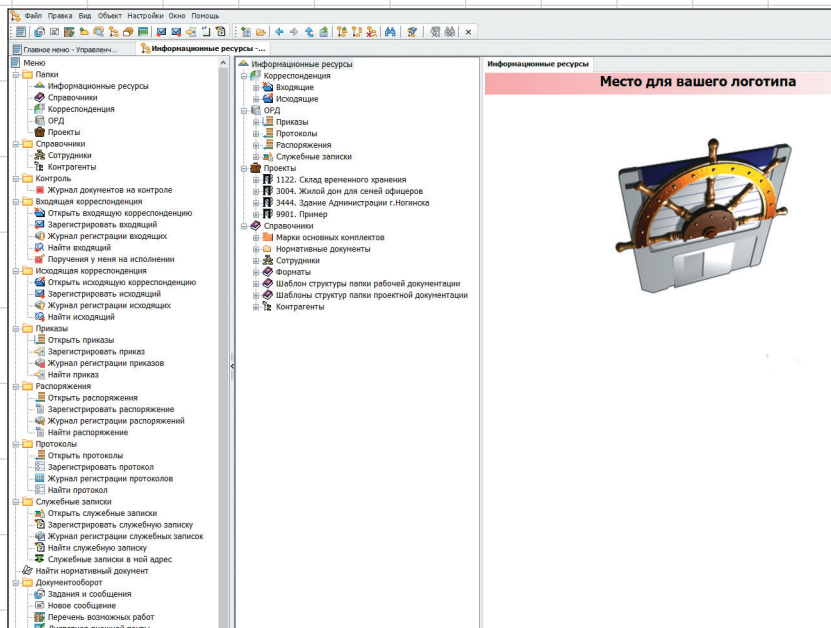 Файл Правка Вид Объект Настройки Окно Помощь
Главное меню - Управленч...
Информационные ресурсы -...
Меню
Папки
Информационные ресурсы
Справочники
Корреспонденция
ОРД
Проекты
Справочники
Сотрудники
Контрагенты
Контроль
Журнал документов на контроле
Входящая корреспонденция
Открыть входящую корреспонденцию
Зарегистрировать входящий
Журнал регистрации входящих
Найти входящий
Поручения у меня на исполнении
Исходящая корреспонденция
Открыть исходящую корреспонденцию
Зарегистрировать исходящий
Журнал регистрации исходящих
Найти исходящий
Приказы
Открыть приказы
Зарегистрировать приказ
Журнал регистрации приказов
Найти приказ
Распоряжения
Открыть распоряжения
Зарегистрировать распоряжение
Журнал регистрации распоряжений
Найти распоряжение
Протоколы
Открыть протоколы
Зарегистрировать протокол
Журнал регистрации протоколов
Найти протокол
Служебные записки
Открыть служебные записки
Зарегистрировать служебную записку
Журнал регистрации служебных записок
Найти служебную записку
Служебные записки в мой адрес
Найти нормативный документ
Документооборот
Задания и сообщения
Новое сообщение
Перечень возможных работ
Информационные ресурсы
Корреспонденция
Входящие
Исходящие
ОРД
Приказы
Протоколы
Распоряжения
Служебные записки
Проекты
1122. Склад временного хранения
3004. Жилой дом для семей офицеров
3444. Здание Администрации г.Ногинска
9901. Пример
Справочники
Марки основных комплектов
Нормативные документы
Сотрудники
Форматы
Шаблон структуры папки рабочей документации
Шаблоны структур папки проектной документации
Контрагенты
Информационные ресурсы
Место для вашего логотипа